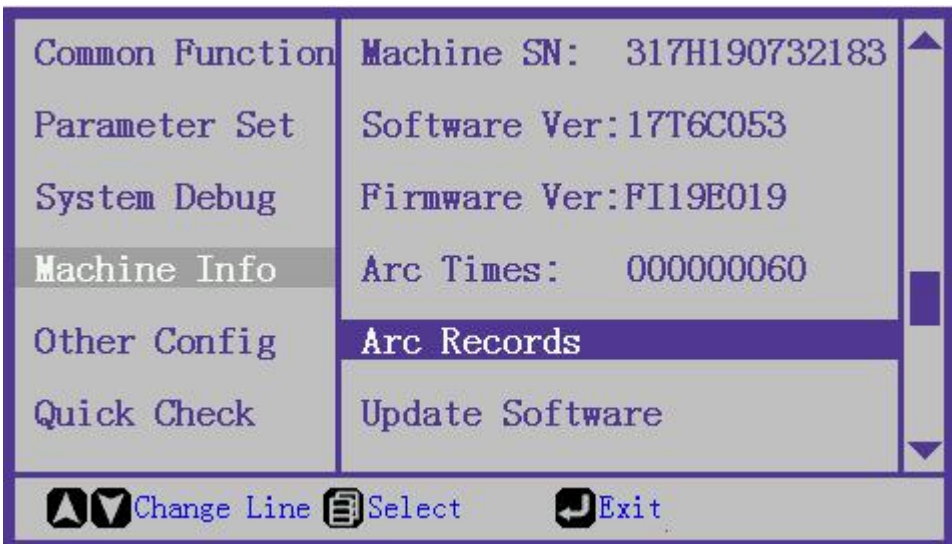 Common Function
Parameter Set
System Debug
Machine Info
Other Config
Quick Check
Machine SN: 317H190732183
Software Ver:17T6C053
Firmware Ver:FI19E019
Arc Times: 000000060
Arc Records
Update Software
Change Line Select Exit